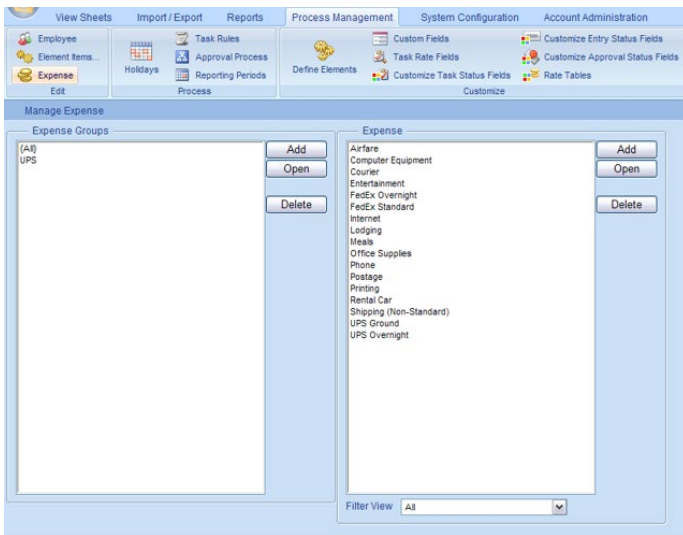 View Sheets Import / Export Reports Process Management System Configuration Account Administration
Employee Task Rules Custom Fields Customize Entry Status Fields
Element Items... Approval Process Task Rate Fields Customize Approval Status Fields
Expense Holidays Reporting Periods Define Elements Customize Task Status Fields Rate Tables
Edit Process Customize
Manage Expense
Expense Groups Expense
(All)
UPS
Add
Open
Delete
Airfare
Computer Equipment
Courier
Entertainment
FedEx Overnight
FedEx Standard
Internet
Lodging
Meals
Office Supplies
Phone
Postage
Printing
Rental Car
Shipping (Non-Standard)
UPS Ground
UPS Overnight
Add
Open
Delete
Filter View All